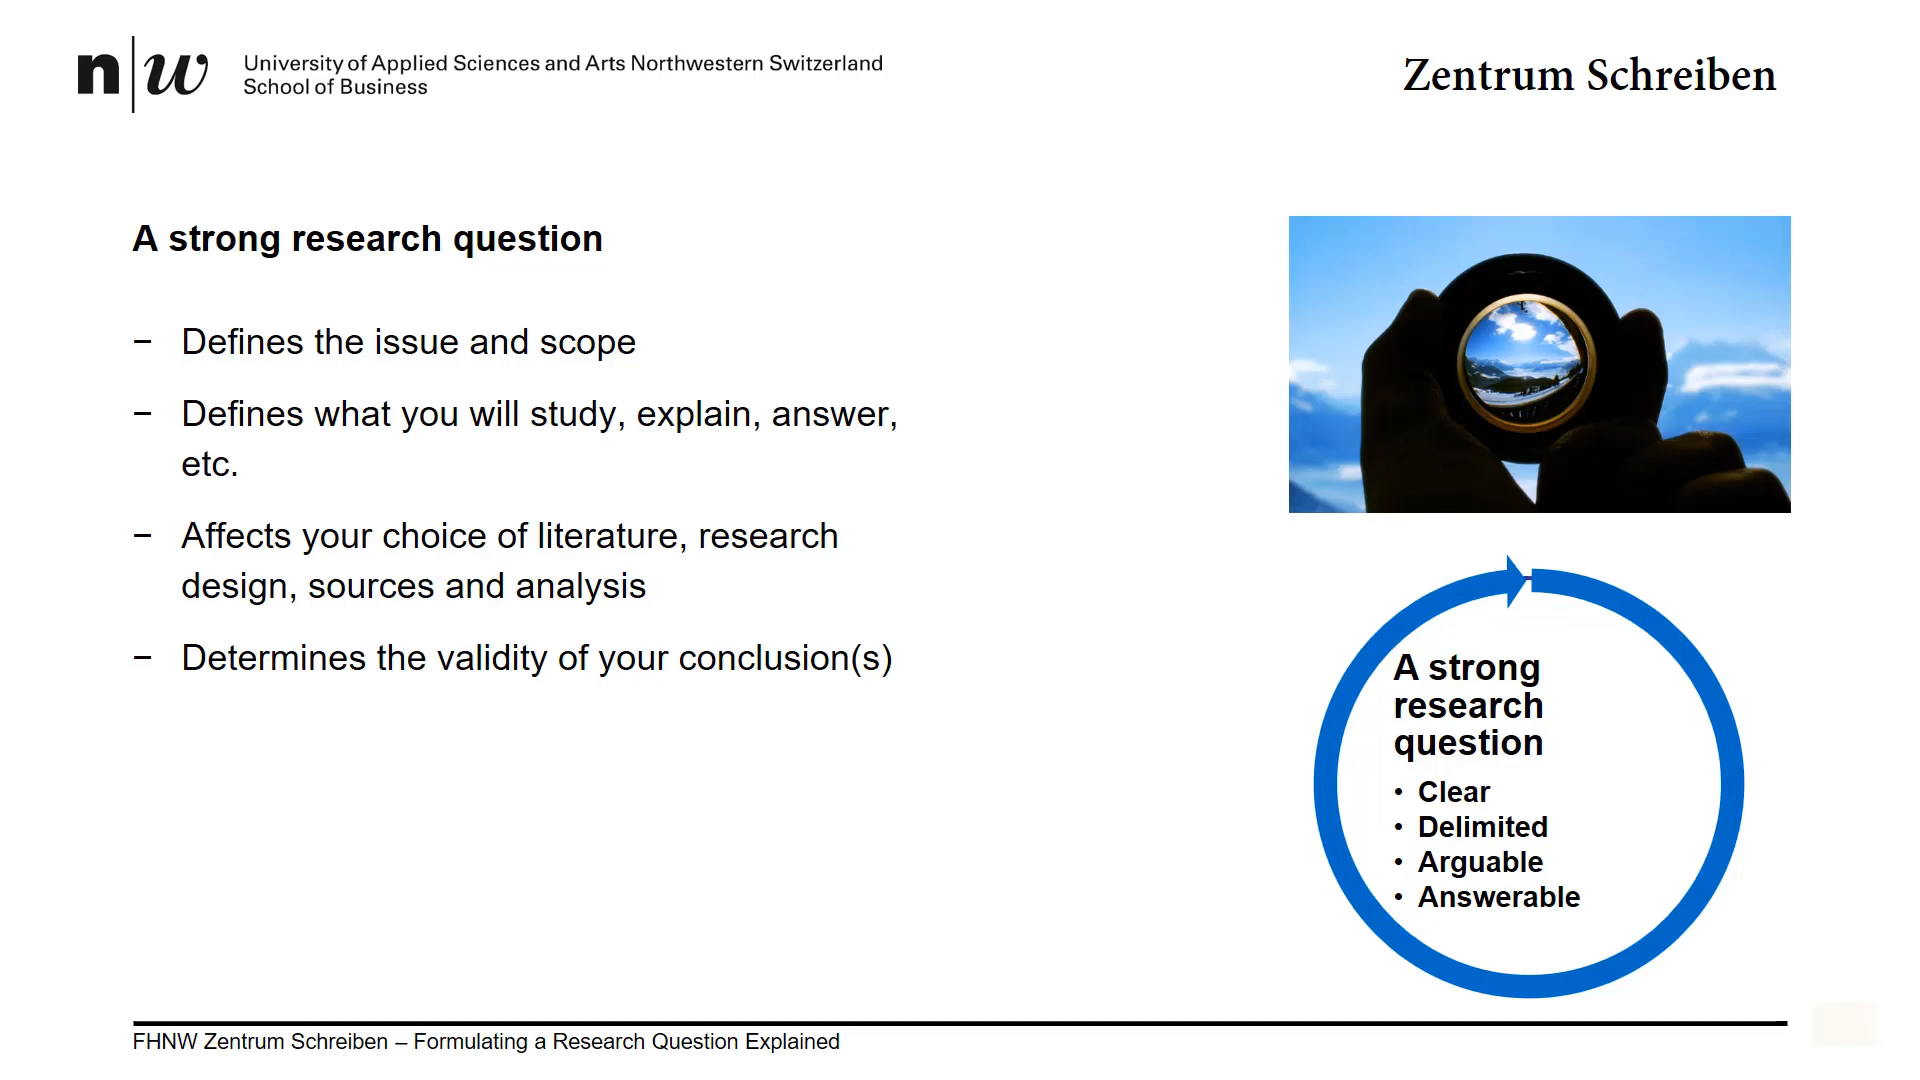 n|w
University of Applied Sciences and Arts Northwestern Switzerland
School of Business
Zentrum Schreiben
A strong research question
– Defines the issue and scope
– Defines what you will study, explain, answer,
etc.
– Affects your choice of literature, research
design, sources and analysis
– Determines the validity of your conclusion(s)
A strong
research
question
• Clear
• Delimited
• Arguable
• Answerable
FHNW Zentrum Schreiben – Formulating a Research Question Explained